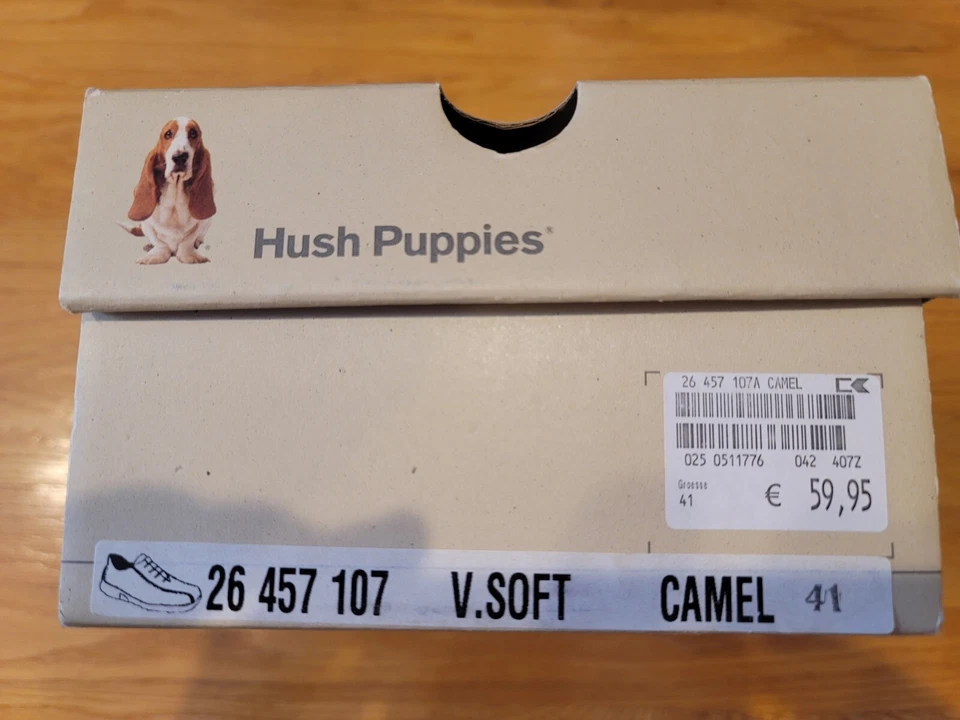 Hush Puppies®
26 457 107A CAMEL
025 0511776 042 407Z
Groesse
41 € 59,95
26 457 107 V.SOFT CAMEL 41